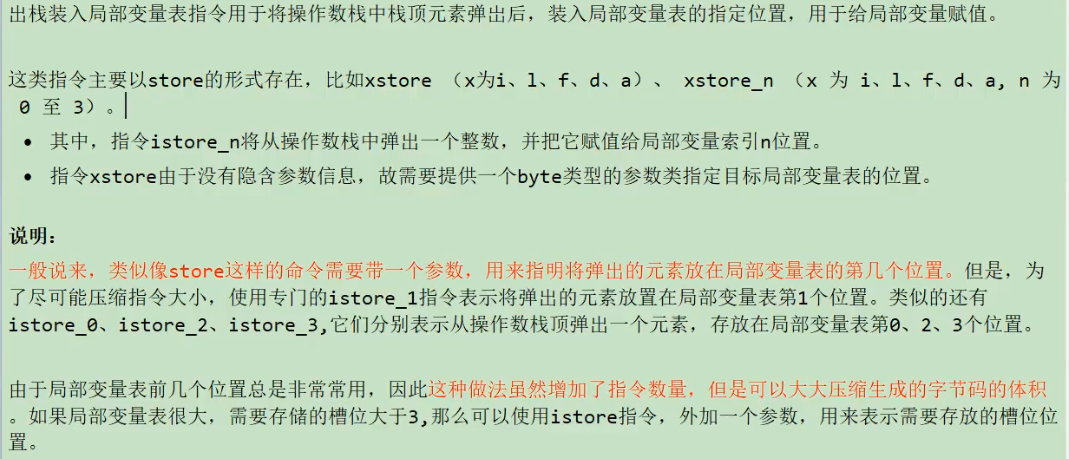 出栈装入局部变量表指令用于将操作数栈中栈顶元素弹出后，装入局部变量表的指定位置，用于给局部变量赋值。
这类指令主要以store的形式存在，比如xstore （x为i、l、f、d、a）、 xstore_n （x 为 i、l、f、d、a, n 为
0 至 3）。
• 其中，指令istore_n将从操作数栈中弹出一个整数，并把它赋值给局部变量索引n位置。
• 指令xstore由于没有隐含参数信息，故需要提供一个byte类型的参数类指定目标局部变量表的位置。
说明：
一般说来，类似像store这样的命令需要带一个参数，用来指明将弹出的元素放在局部变量表的第几个位置。但是，为
了尽可能压缩指令大小，使用专门的istore_1指令表示将弹出的元素放置在局部变量表第1个位置。类似的还有
istore_0、istore_2、istore_3,它们分别表示从操作数栈顶弹出一个元素，存放在局部变量表第0、2、3个位置。
由于局部变量表前几个位置总是非常常用，因此这种做法虽然增加了指令数量，但是可以大大压缩生成的字节码的体积
。如果局部变量表很大，需要存储的槽位大于3,那么可以使用istore指令，外加一个参数，用来表示需要存放的槽位位
置。